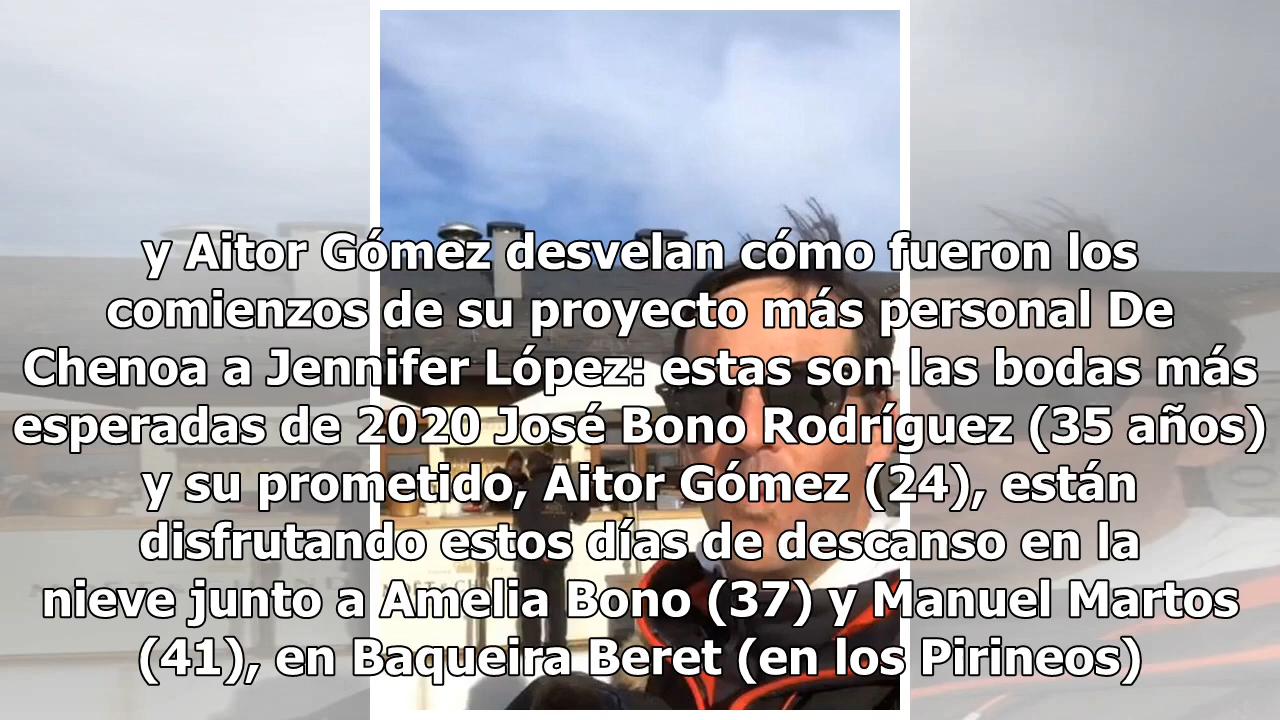 y Aitor Gómez desvelan cómo fueron los
comienzos de su proyecto más personal De
Chenoa a Jennifer López: estas son las bodas más
esperadas de 2020 José Bono Rodríguez (35 años)
y su prometido, Aitor Gómez (24), están
disfrutando estos días de descanso en la
nieve junto a Amelia Bono (37) y Manuel Martos
(41), en Baqueira Beret (en los Pirineos)